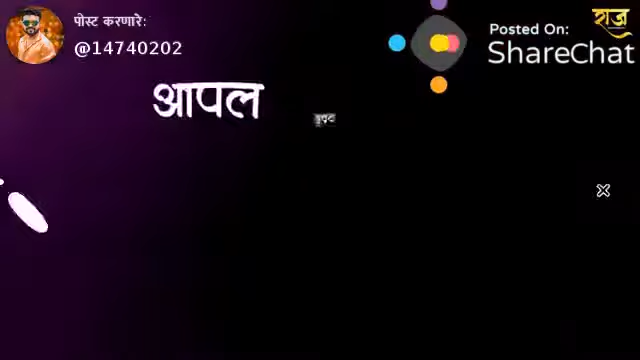 पोस्ट करणारे:
@14740202
राज
Posted On:
ShareChat
आपल